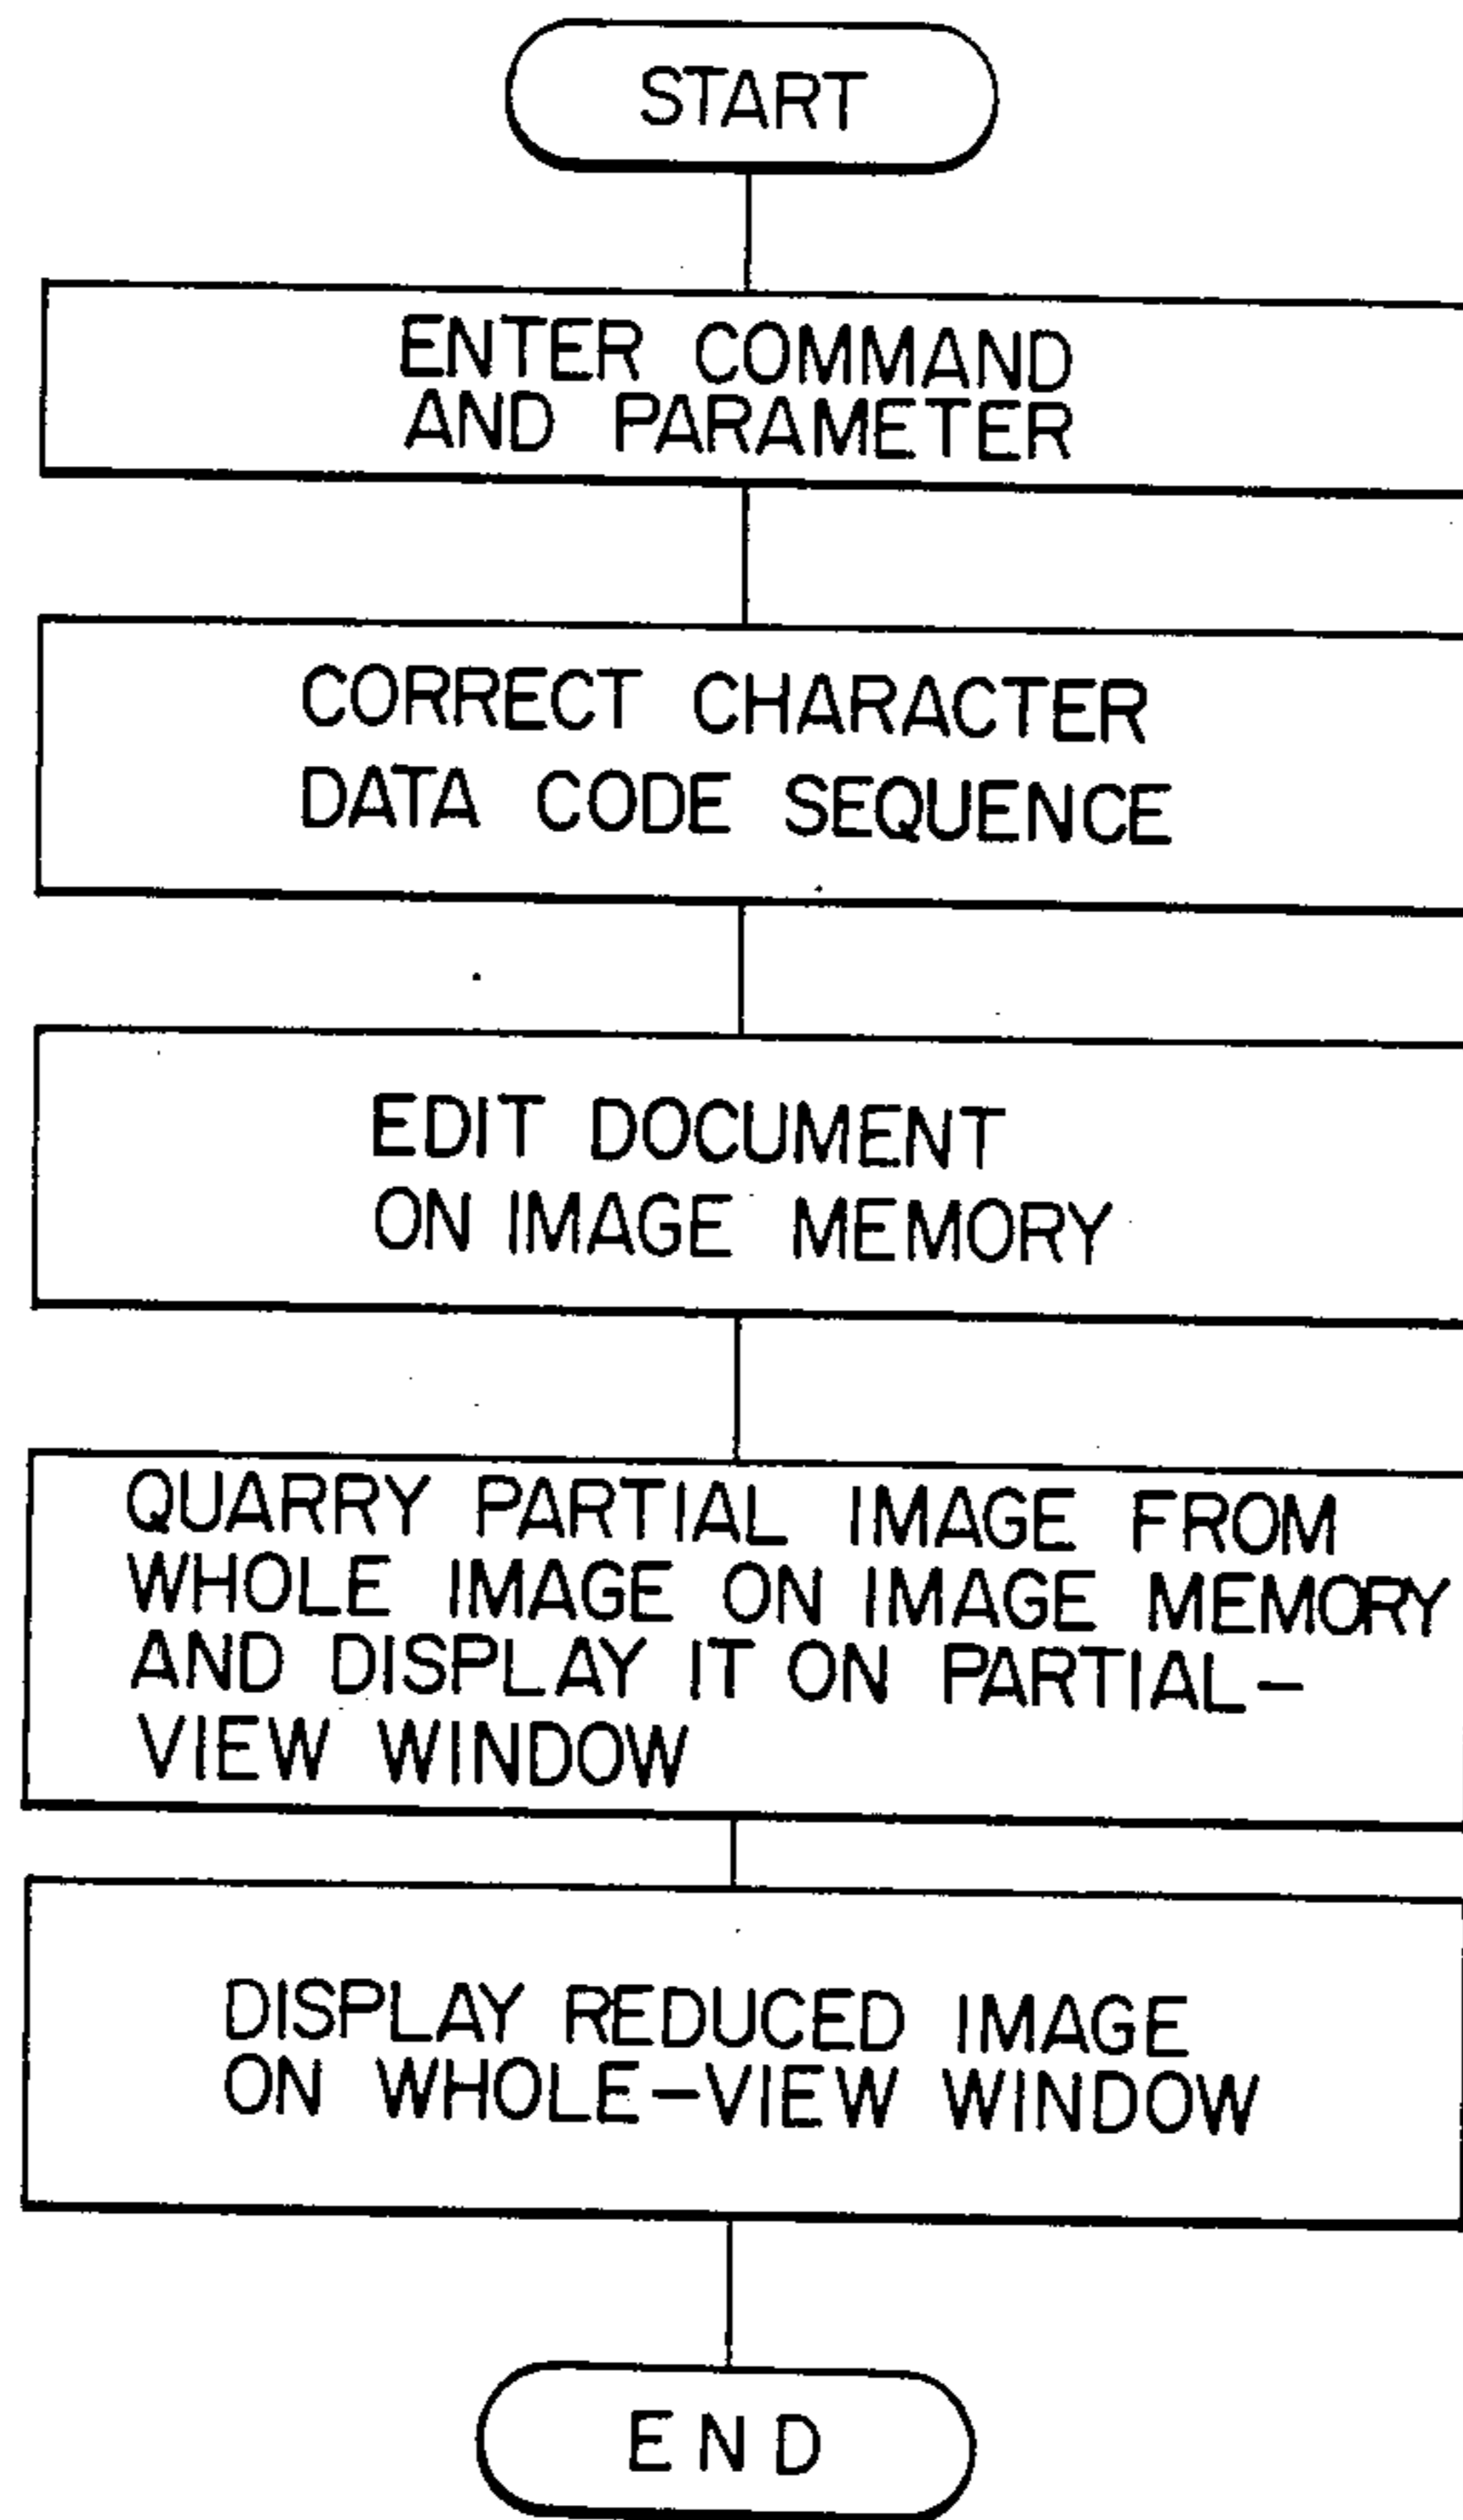 START
ENTER COMMAND
AND PARAMETER
CORRECT CHARACTER
DATA CODE SEQUENCE
EDIT DOCUMENT
ON IMAGE MEMORY
QUARRY PARTIAL IMAGE FROM
WHOLE IMAGE ON IMAGE MEMORY
AND DISPLAY IT ON PARTIAL-
VIEW WINDOW
DISPLAY REDUCED IMAGE
ON WHOLE-VIEW WINDOW
END